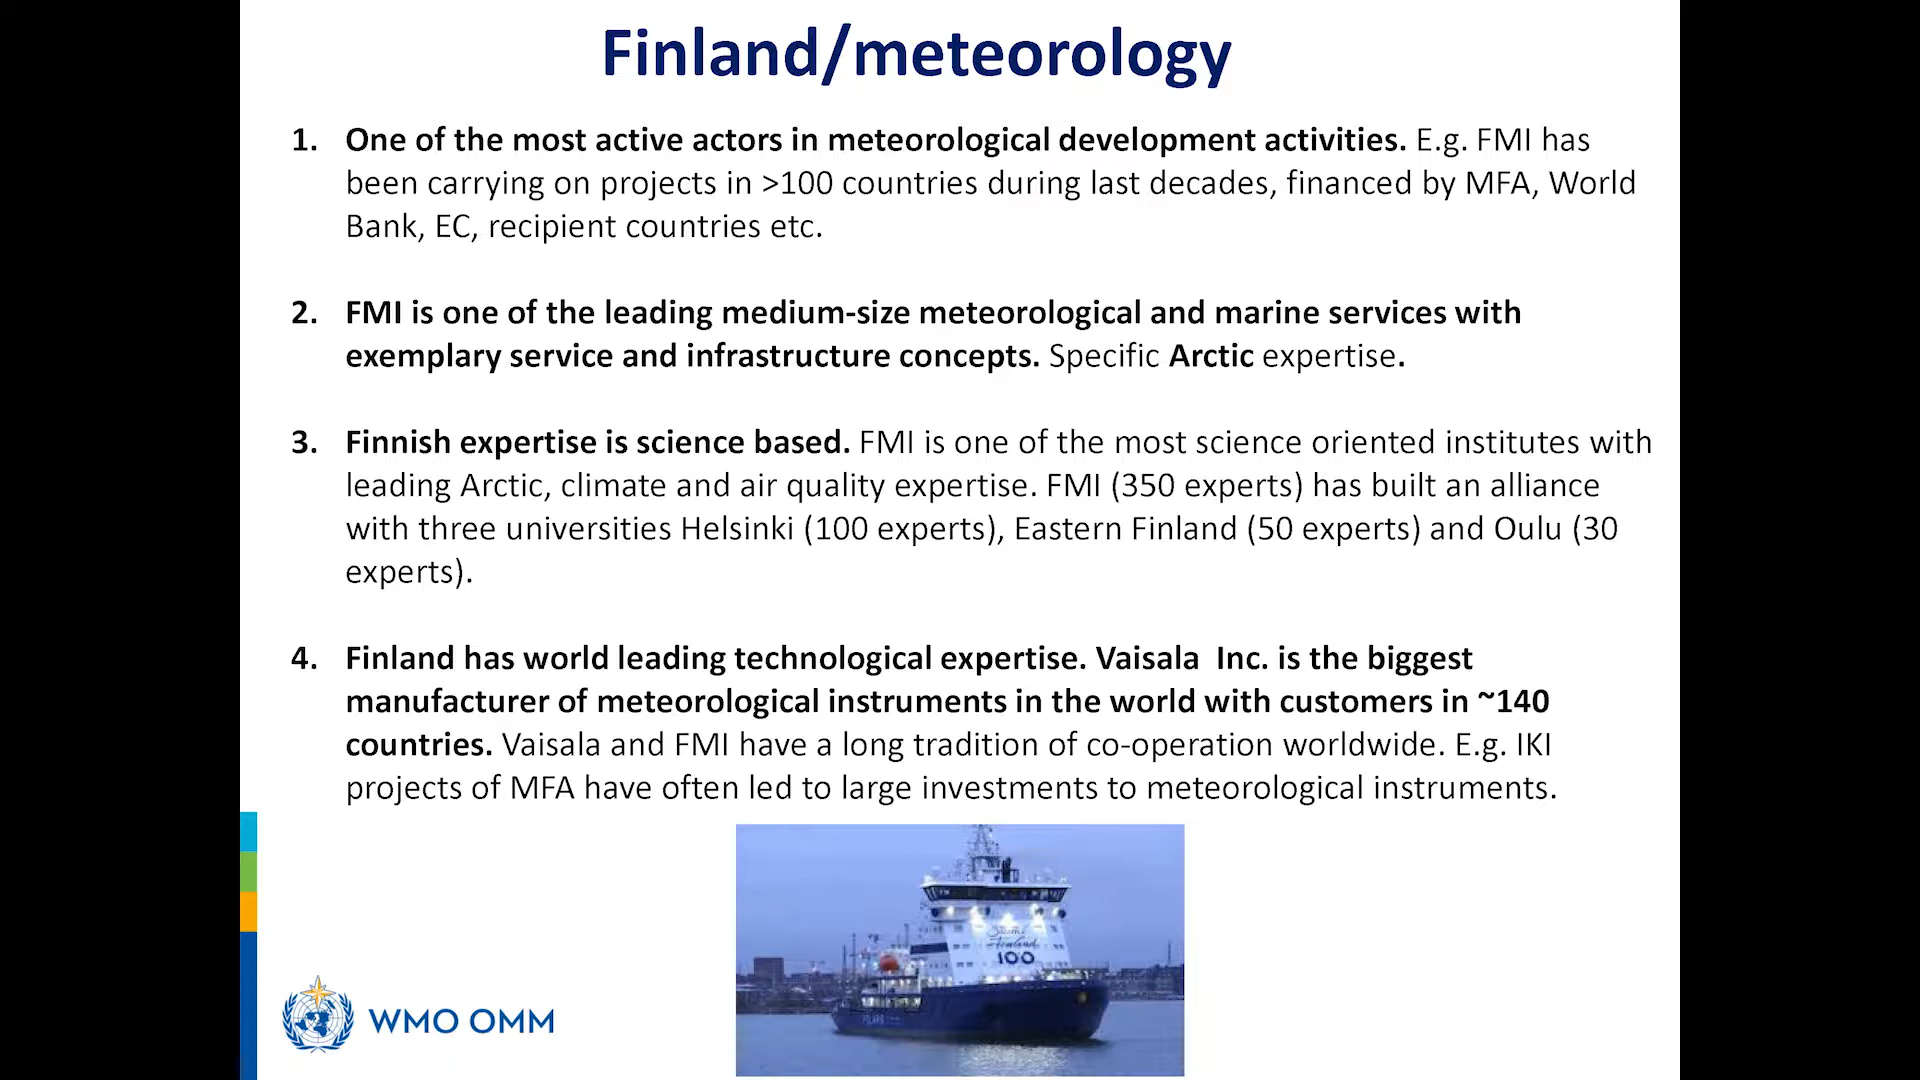 Finland/meteorology
1. One of the most active actors in meteorological development activities. E.g. FMI has
been carrying on projects in >100 countries during last decades, financed by MFA, World
Bank, EC, recipient countries etc.
2. FMI is one of the leading medium-size meteorological and marine services with
exemplary service and infrastructure concepts. Specific Arctic expertise.
3. Finnish expertise is science based. FMI is one of the most science oriented institutes with
leading Arctic, climate and air quality expertise. FMI (350 experts) has built an alliance
with three universities Helsinki (100 experts), Eastern Finland (50 experts) and Oulu (30
experts).
4. Finland has world leading technological expertise. Vaisala  Inc. is the biggest
manufacturer of meteorological instruments in the world with customers in ~140
countries. Vaisala and FMI have a long tradition of co-operation worldwide. E.g. IKI
projects of MFA have often led to large investments to meteorological instruments.
Suomi
Finland
100
POLARIS
WMO OMM